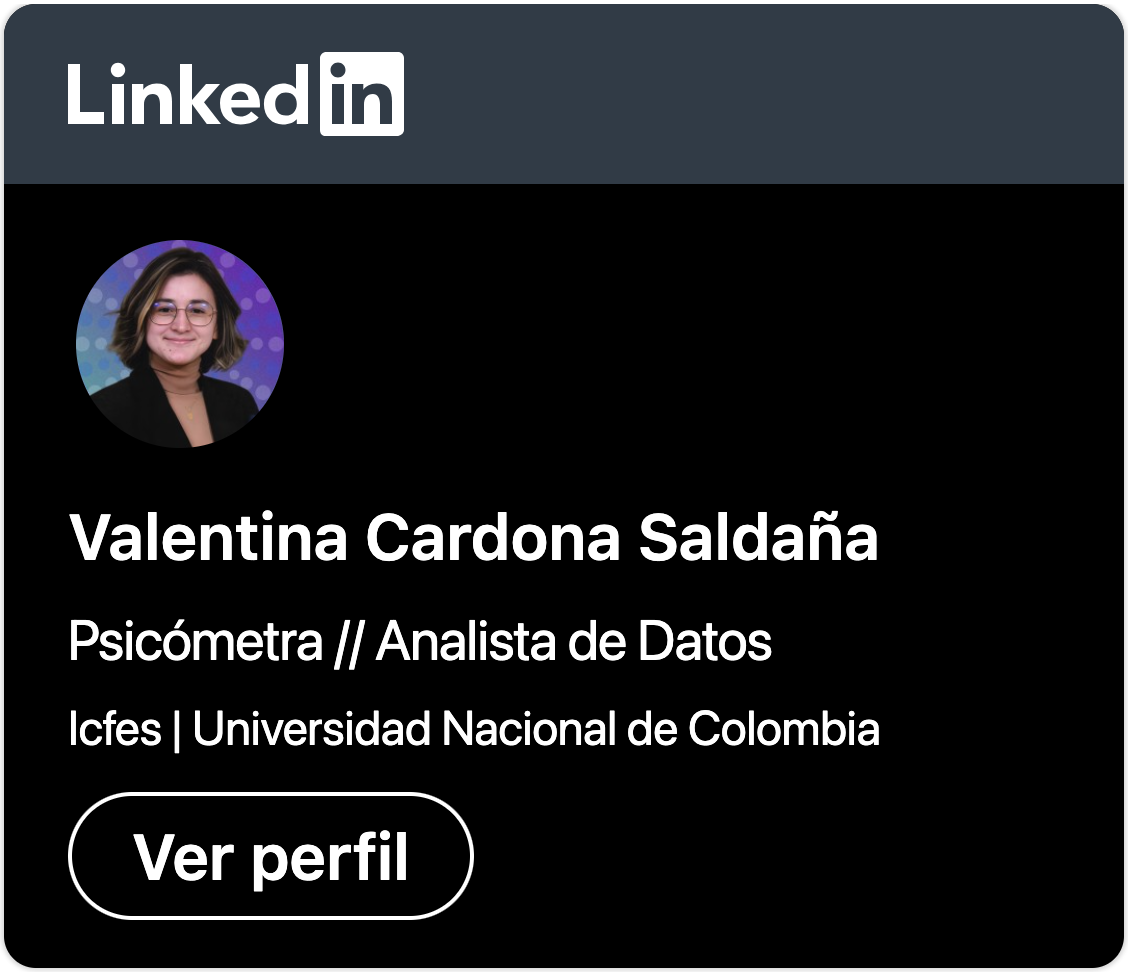 LinkedIn
Valentina Cardona Saldaña
Psicómetra // Analista de Datos
Icfes | Universidad Nacional de Colombia
Ver perfil